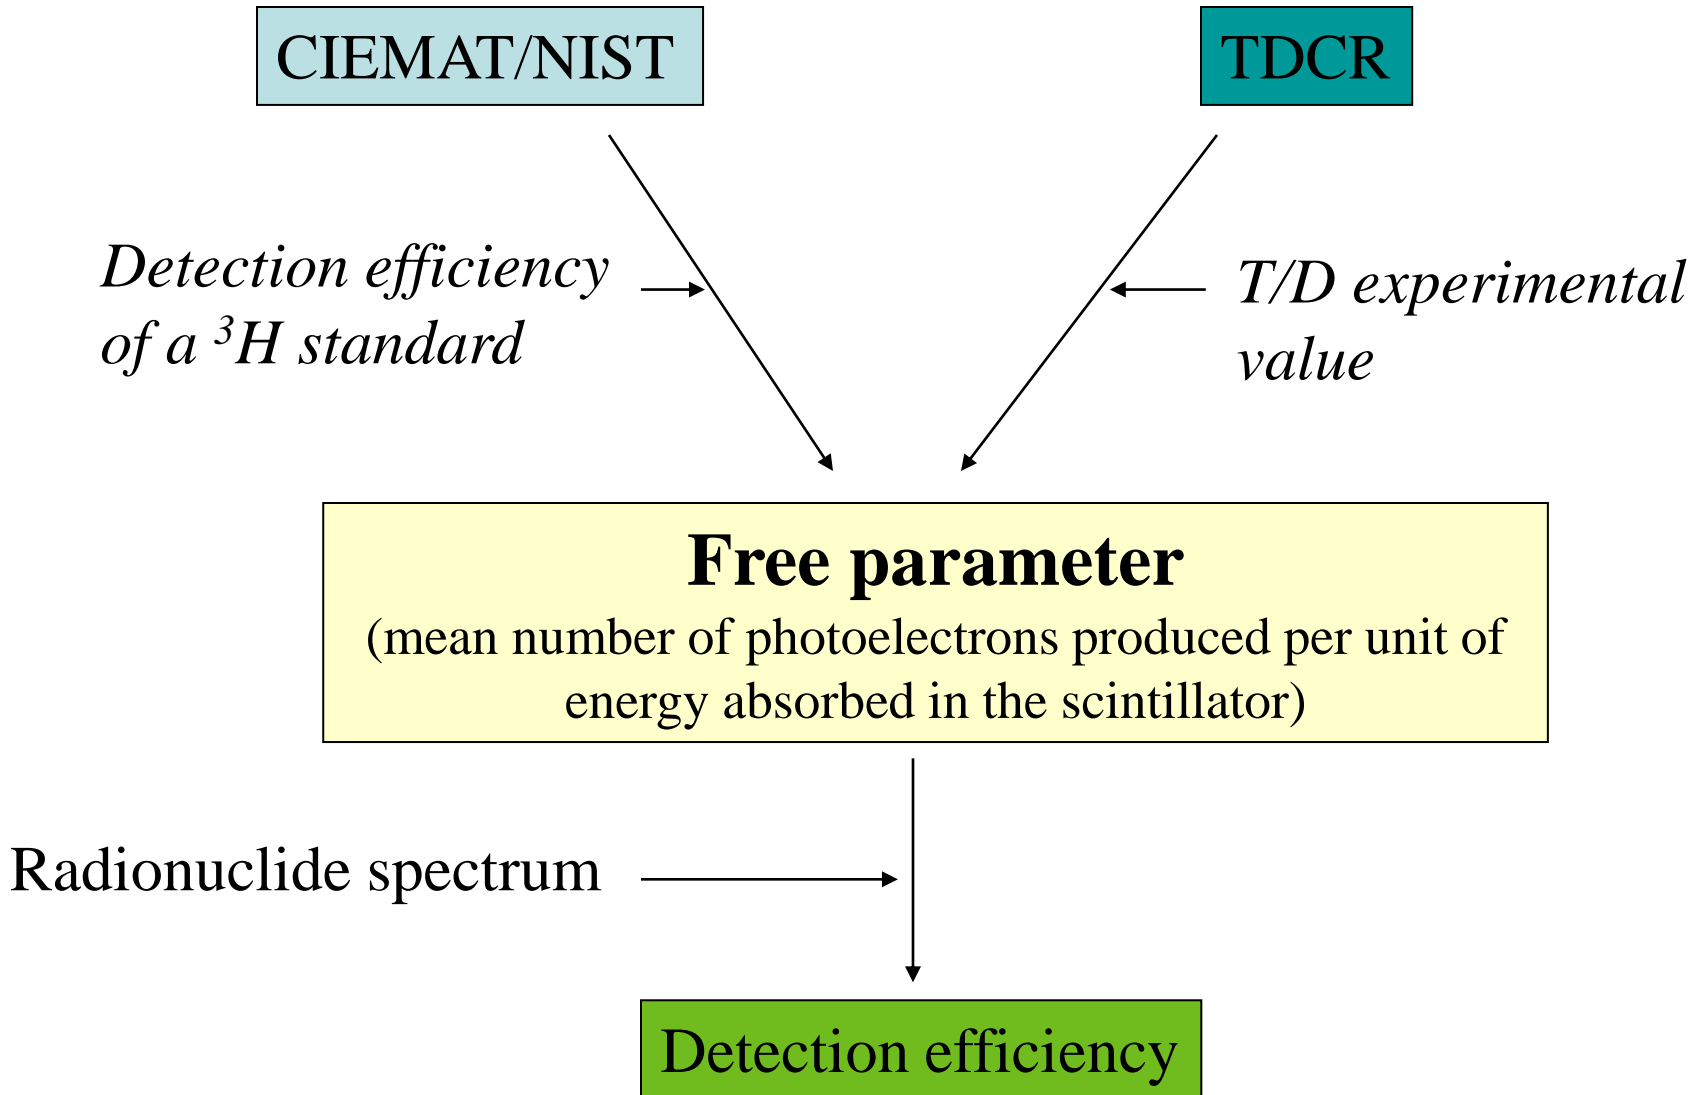 CIEMAT/NIST
TDCR
Detection efficiency
of a ³H standard
T/D experimental
value
Free parameter
(mean number of photoelectrons produced per unit of
energy absorbed in the scintillator)
Radionuclide spectrum
Detection efficiency